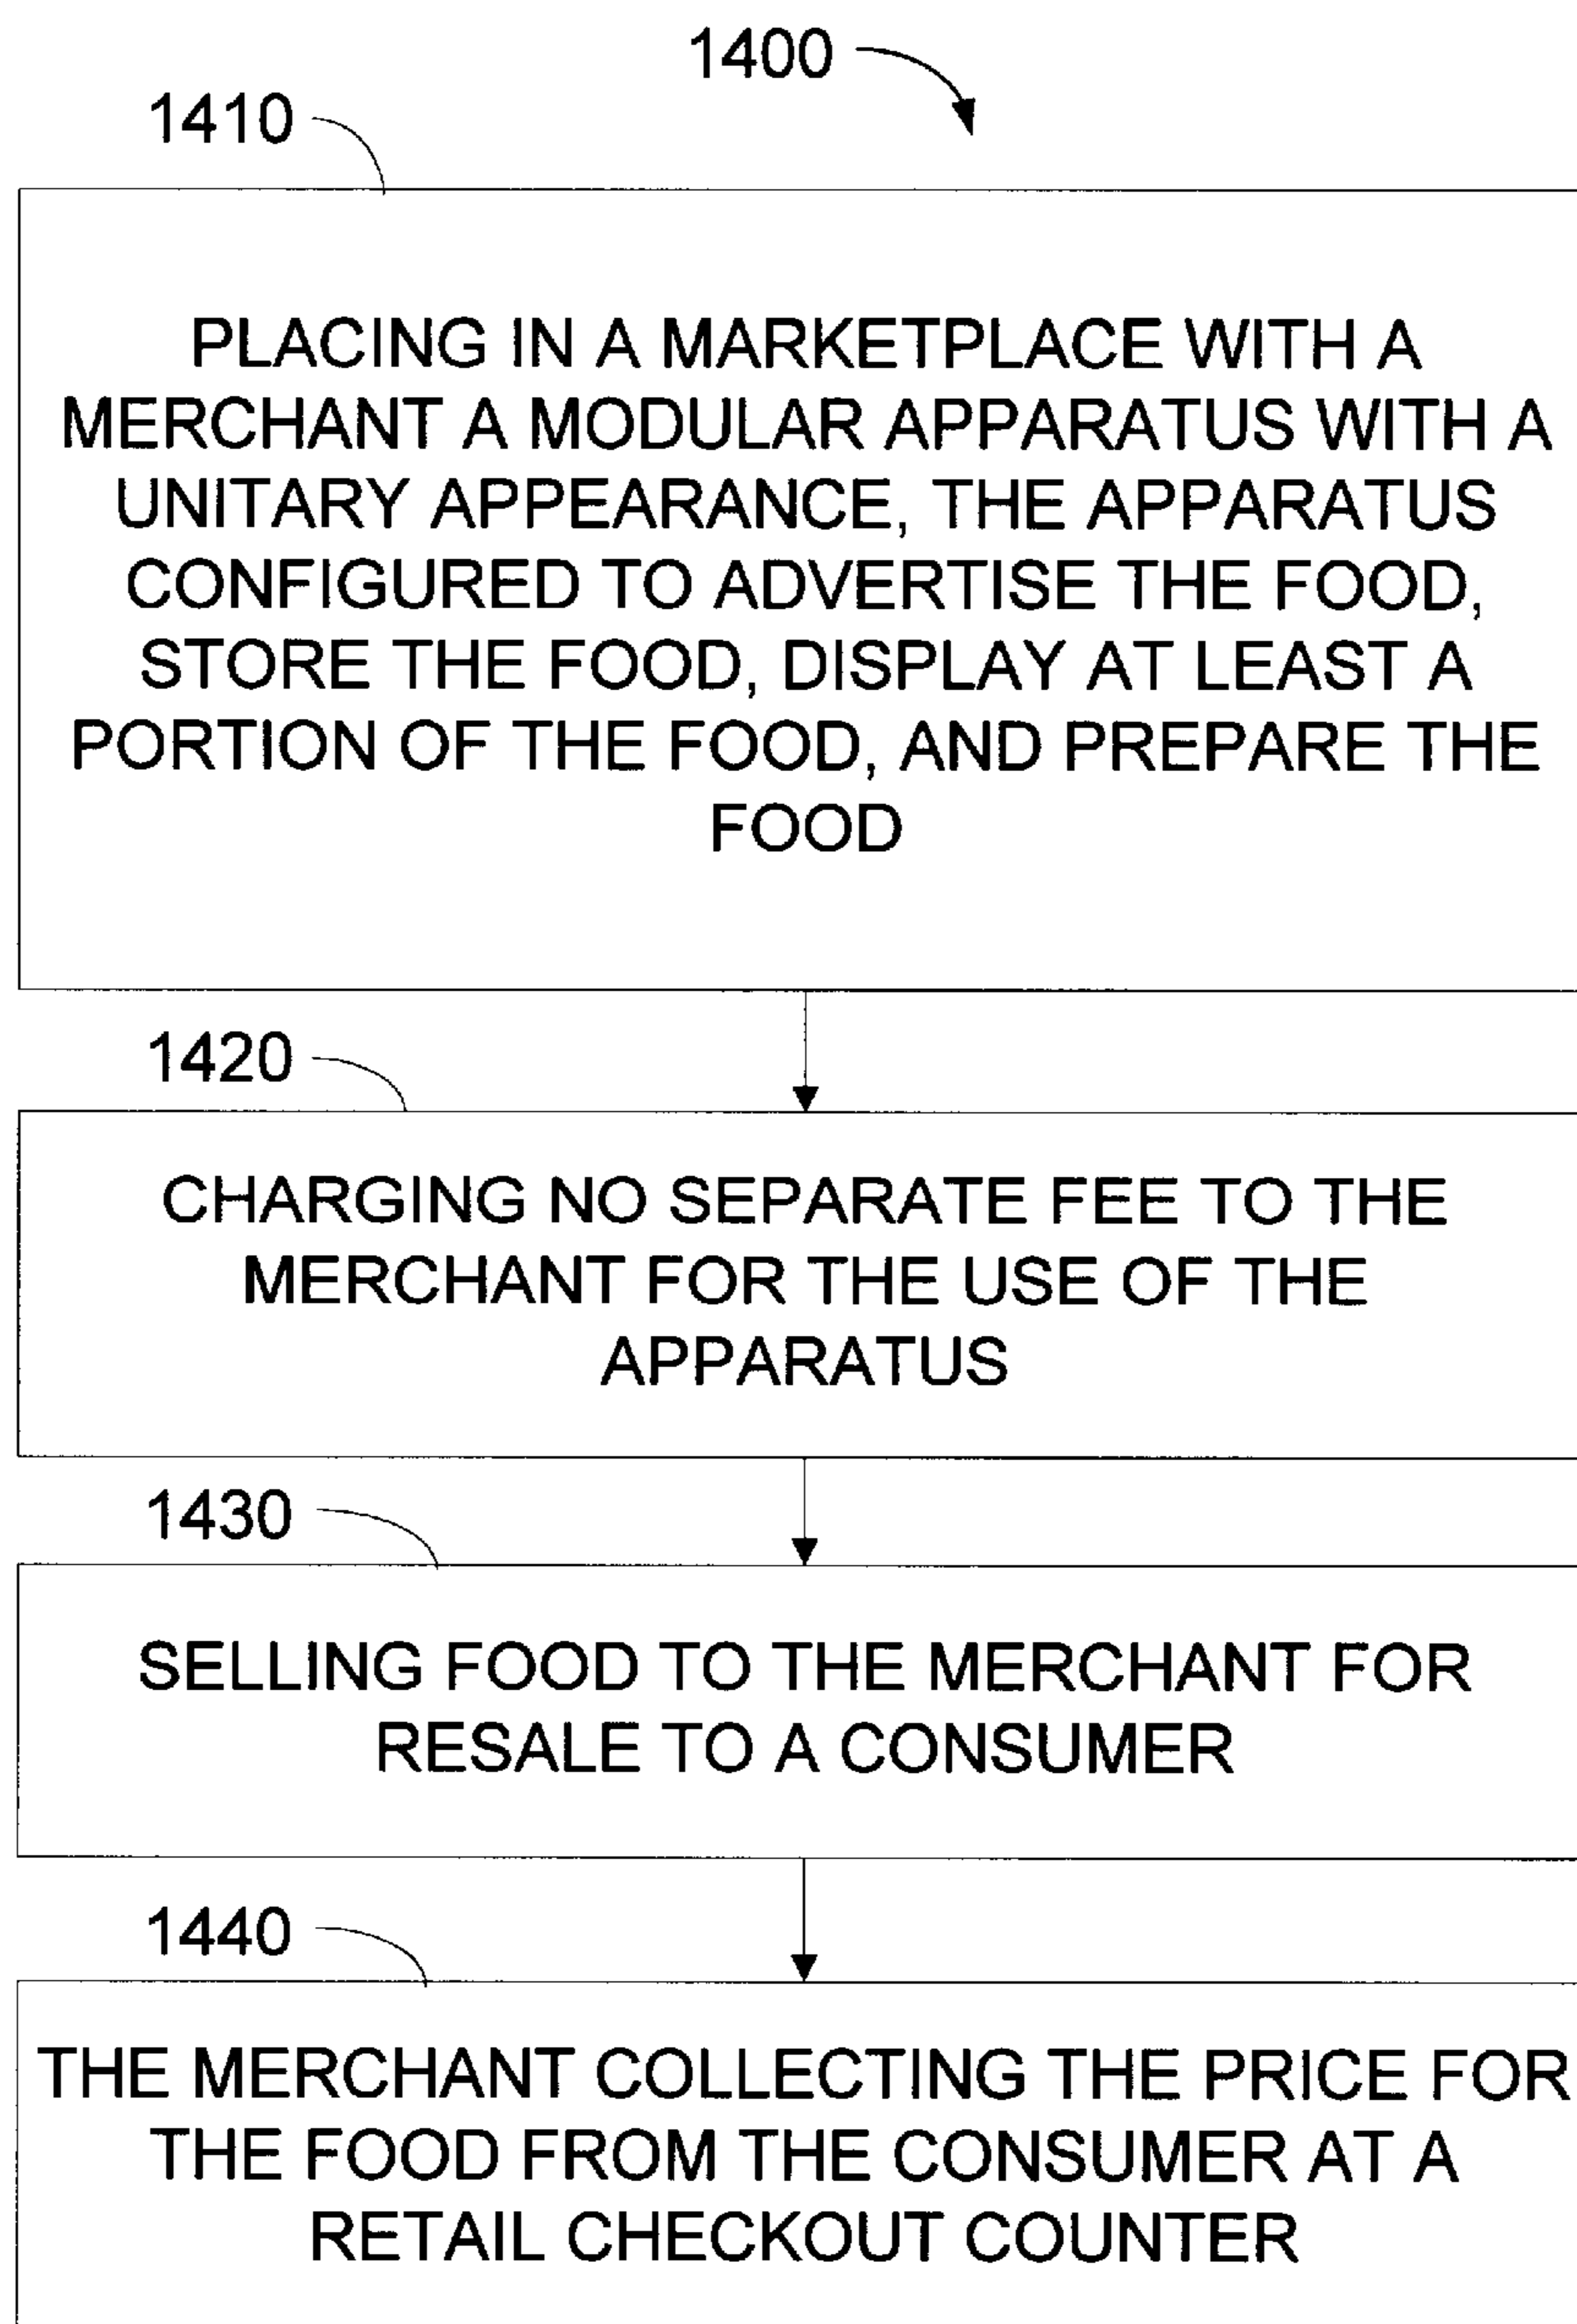 1400
1410
PLACING IN A MARKETPLACE WITH A
MERCHANT A MODULAR APPARATUS WITH A
UNITARY APPEARANCE, THE APPARATUS
CONFIGURED TO ADVERTISE THE FOOD,
STORE THE FOOD, DISPLAY AT LEAST A
PORTION OF THE FOOD, AND PREPARE THE
FOOD
1420
CHARGING NO SEPARATE FEE TO THE
MERCHANT FOR THE USE OF THE
APPARATUS
1430
SELLING FOOD TO THE MERCHANT FOR
RESALE TO A CONSUMER
1440
THE MERCHANT COLLECTING THE PRICE FOR
THE FOOD FROM THE CONSUMER AT A
RETAIL CHECKOUT COUNTER